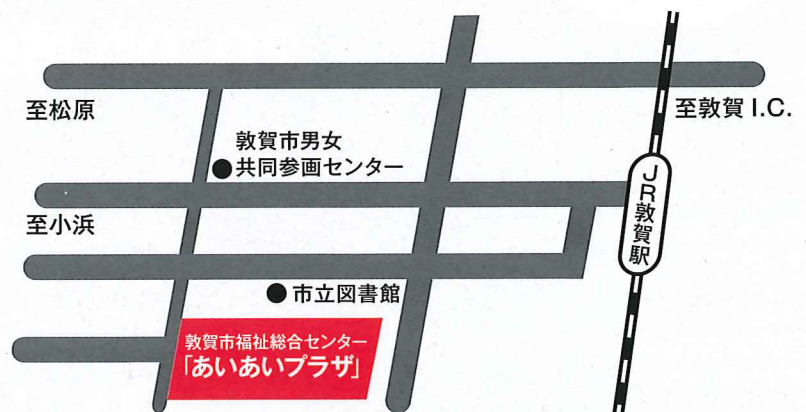 至松原
至敦賀 I.C.
敦賀市男女
共同参画センター
JR敦賀駅
至小浜
市立図書館
敦賀市福祉総合センター
「あいあいプラザ」